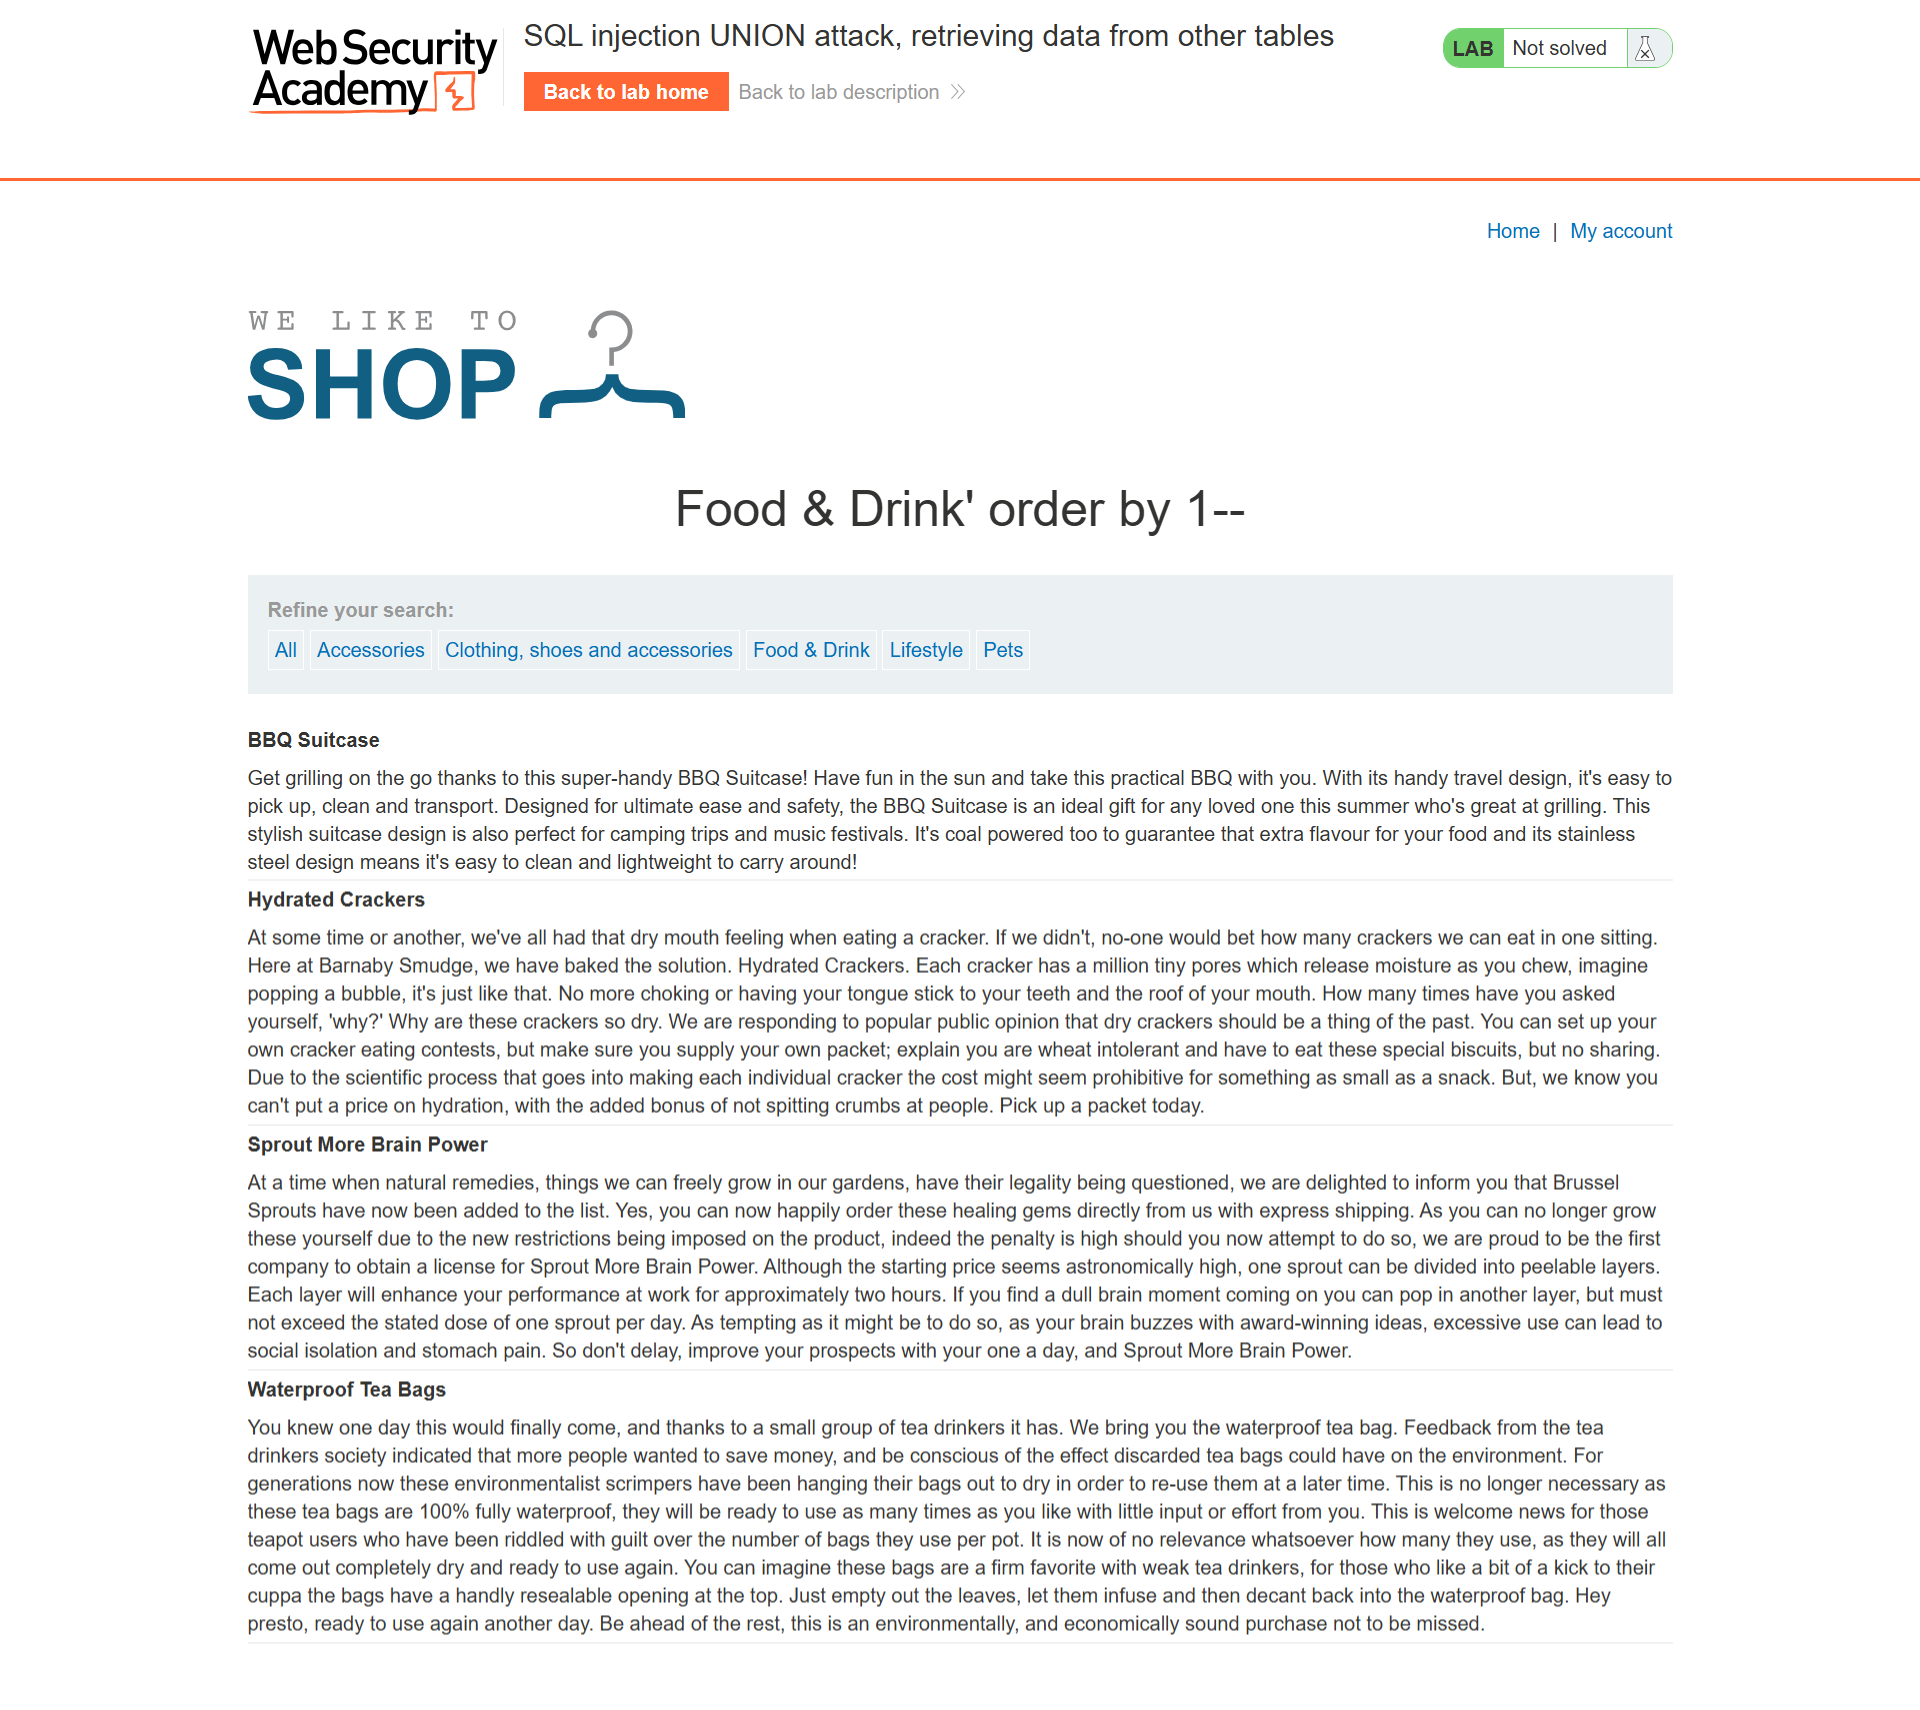 Web Security
Academy
SQL injection UNION attack, retrieving data from other tables
Back to lab home
Back to lab description
LAB
Not solved
Home | My account
WE LIKE TO
SHOP
Food & Drink' order by 1--
Refine your search:
All
Accessories
Clothing, shoes and accessories
Food & Drink
Lifestyle
Pets
BBQ Suitcase
Get grilling on the go thanks to this super-handy BBQ Suitcase! Have fun in the sun and take this practical BBQ with you. With its handy travel design, it's easy to
pick up, clean and transport. Designed for ultimate ease and safety, the BBQ Suitcase is an ideal gift for any loved one this summer who's great at grilling. This
stylish suitcase design is also perfect for camping trips and music festivals. It's coal powered too to guarantee that extra flavour for your food and its stainless
steel design means it's easy to clean and lightweight to carry around!
Hydrated Crackers
At some time or another, we've all had that dry mouth feeling when eating a cracker. If we didn't, no-one would bet how many crackers we can eat in one sitting.
Here at Barnaby Smudge, we have baked the solution. Hydrated Crackers. Each cracker has a million tiny pores which release moisture as you chew, imagine
popping a bubble, it's just like that. No more choking or having your tongue stick to your teeth and the roof of your mouth. How many times have you asked
yourself, 'why?' Why are these crackers so dry. We are responding to popular public opinion that dry crackers should be a thing of the past. You can set up your
own cracker eating contests, but make sure you supply your own packet; explain you are wheat intolerant and have to eat these special biscuits, but no sharing.
Due to the scientific process that goes into making each individual cracker the cost might seem prohibitive for something as small as a snack. But, we know you
can't put a price on hydration, with the added bonus of not spitting crumbs at people. Pick up a packet today.
Sprout More Brain Power
At a time when natural remedies, things we can freely grow in our gardens, have their legality being questioned, we are delighted to inform you that Brussel
Sprouts have now been added to the list. Yes, you can now happily order these healing gems directly from us with express shipping. As you can no longer grow
these yourself due to the new restrictions being imposed on the product, indeed the penalty is high should you now attempt to do so, we are proud to be the first
company to obtain a license for Sprout More Brain Power. Although the starting price seems astronomically high, one sprout can be divided into peelable layers.
Each layer will enhance your performance at work for approximately two hours. If you find a dull brain moment coming on you can pop in another layer, but must
not exceed the stated dose of one sprout per day. As tempting as it might be to do so, as your brain buzzes with award-winning ideas, excessive use can lead to
social isolation and stomach pain. So don't delay, improve your prospects with your one a day, and Sprout More Brain Power.
Waterproof Tea Bags
You knew one day this would finally come, and thanks to a small group of tea drinkers it has. We bring you the waterproof tea bag. Feedback from the tea
drinkers society indicated that more people wanted to save money, and be conscious of the effect discarded tea bags could have on the environment. For
generations now these environmentalist scrimpers have been hanging their bags out to dry in order to re-use them at a later time. This is no longer necessary as
these tea bags are 100% fully waterproof, they will be ready to use as many times as you like with little input or effort from you. This is welcome news for those
teapot users who have been riddled with guilt over the number of bags they use per pot. It is now of no relevance whatsoever how many they use, as they will all
come out completely dry and ready to use again. You can imagine these bags are a firm favorite with weak tea drinkers, for those who like a bit of a kick to their
cuppa the bags have a handly resealable opening at the top. Just empty out the leaves, let them infuse and then decant back into the waterproof bag. Hey
presto, ready to use again another day. Be ahead of the rest, this is an environmentally, and economically sound purchase not to be missed.